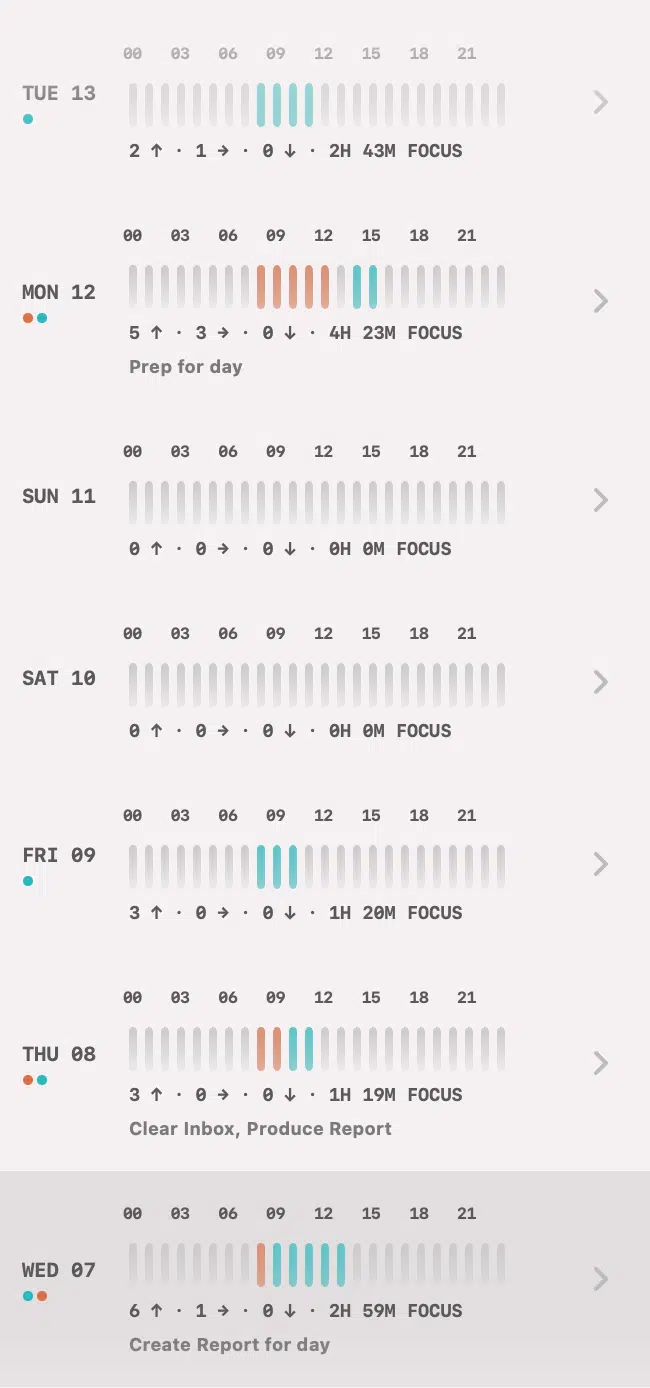 00 03 06 09 12 15 18 21
TUE 13
2 ↑ · 1 → · 0 ↓ · 2H 43M FOCUS
00 03 06 09 12 15 18 21
MON 12
5 ↑ · 3 → · 0 ↓ · 4H 23M FOCUS
Prep for day
00 03 06 09 12 15 18 21
SUN 11
0 ↑ · 0 → · 0 ↓ · 0H 0M FOCUS
00 03 06 09 12 15 18 21
SAT 10
0 ↑ · 0 → · 0 ↓ · 0H 0M FOCUS
00 03 06 09 12 15 18 21
FRI 09
3 ↑ · 0 → · 0 ↓ · 1H 20M FOCUS
00 03 06 09 12 15 18 21
THU 08
3 ↑ · 0 → · 0 ↓ · 1H 19M FOCUS
Clear Inbox, Produce Report
00 03 06 09 12 15 18 21
WED 07
6 ↑ · 1 → · 0 ↓ · 2H 59M FOCUS
Create Report for day